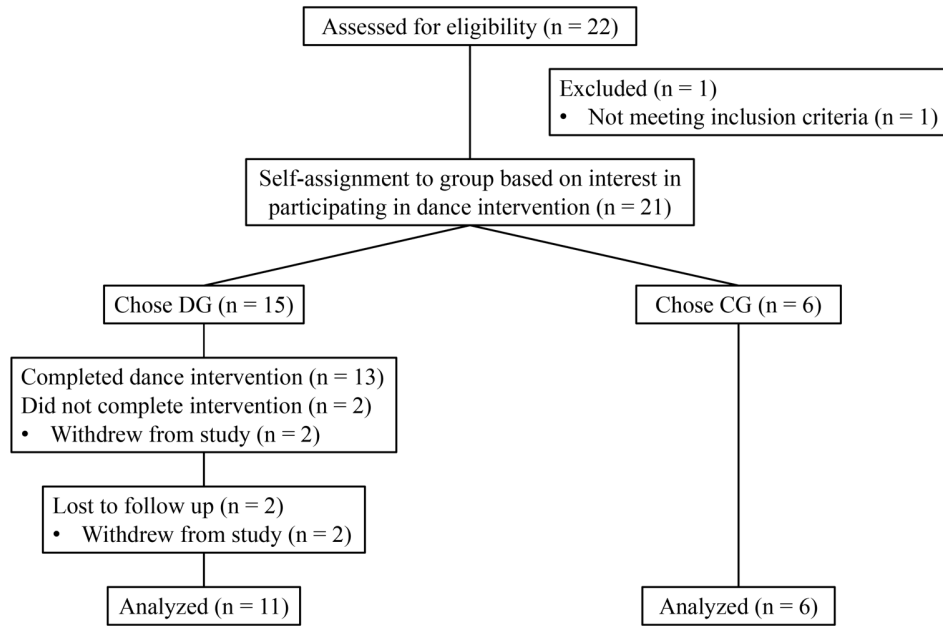 Assessed for eligibility (n = 22)
Excluded (n = 1)
• Not meeting inclusion criteria (n = 1)
Self-assignment to group based on interest in
participating in dance intervention (n = 21)
Chose DG (n = 15)
Chose CG (n = 6)
Completed dance intervention (n = 13)
Did not complete intervention (n = 2)
• Withdrew from study (n = 2)
Lost to follow up (n = 2)
• Withdrew from study (n = 2)
Analyzed (n = 11)
Analyzed (n = 6)